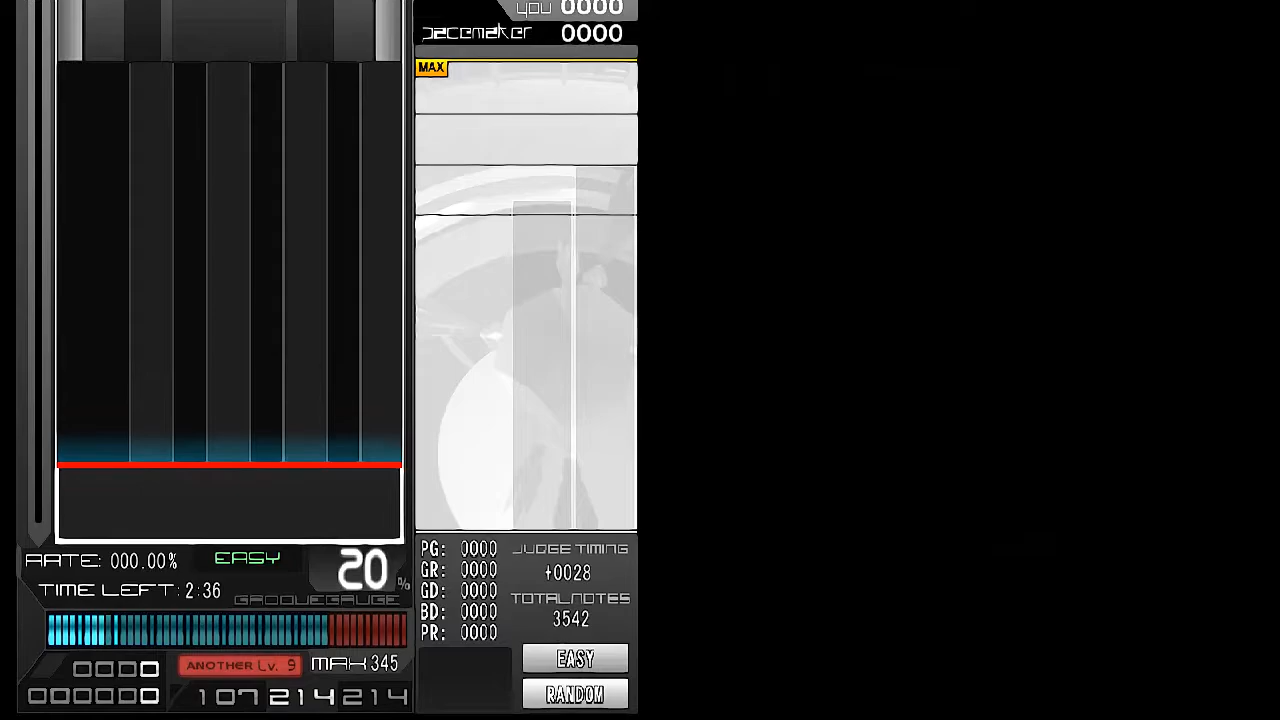 you 0000
pacemaker 0000
MAX
RATE: 000.00% EASY 20%
TIME LEFT: 2:36
GROOVEGAUGE
ANOTHER Lv. 9 MAX 345
0000
000000 107 214 214
PG: 0000 JUDGE TIMING
GR: 0000 +0028
GD: 0000 TOTALNOTES
BD: 0000 3542
PR: 0000
EASY
RANDOM